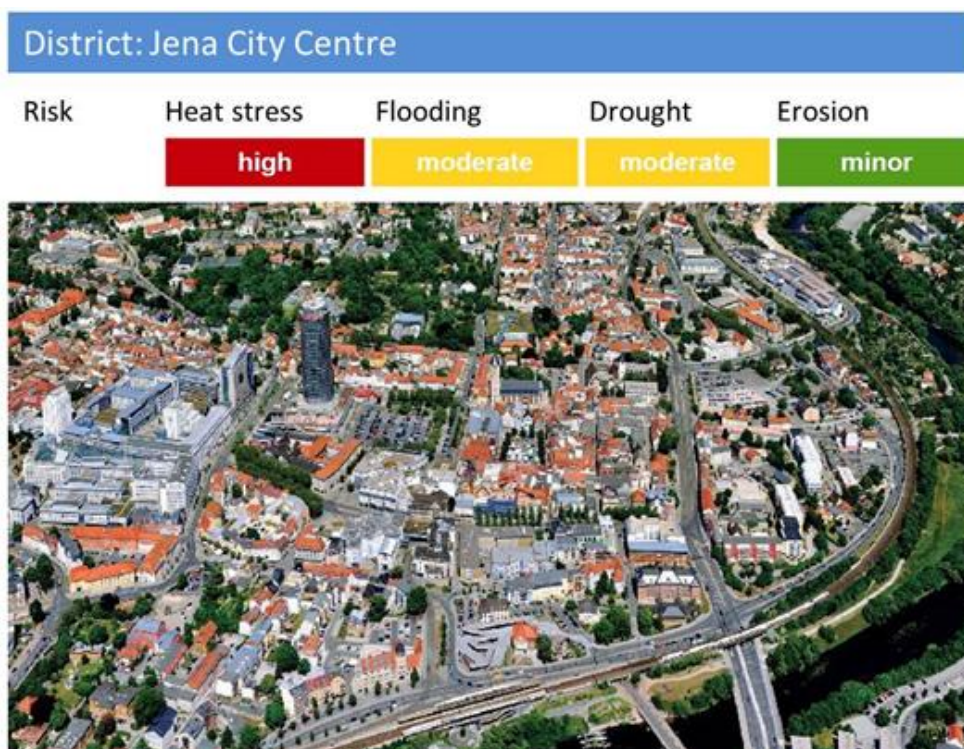 District: Jena City Centre
Risk Heat stress Flooding Drought Erosion
high moderate moderate minor